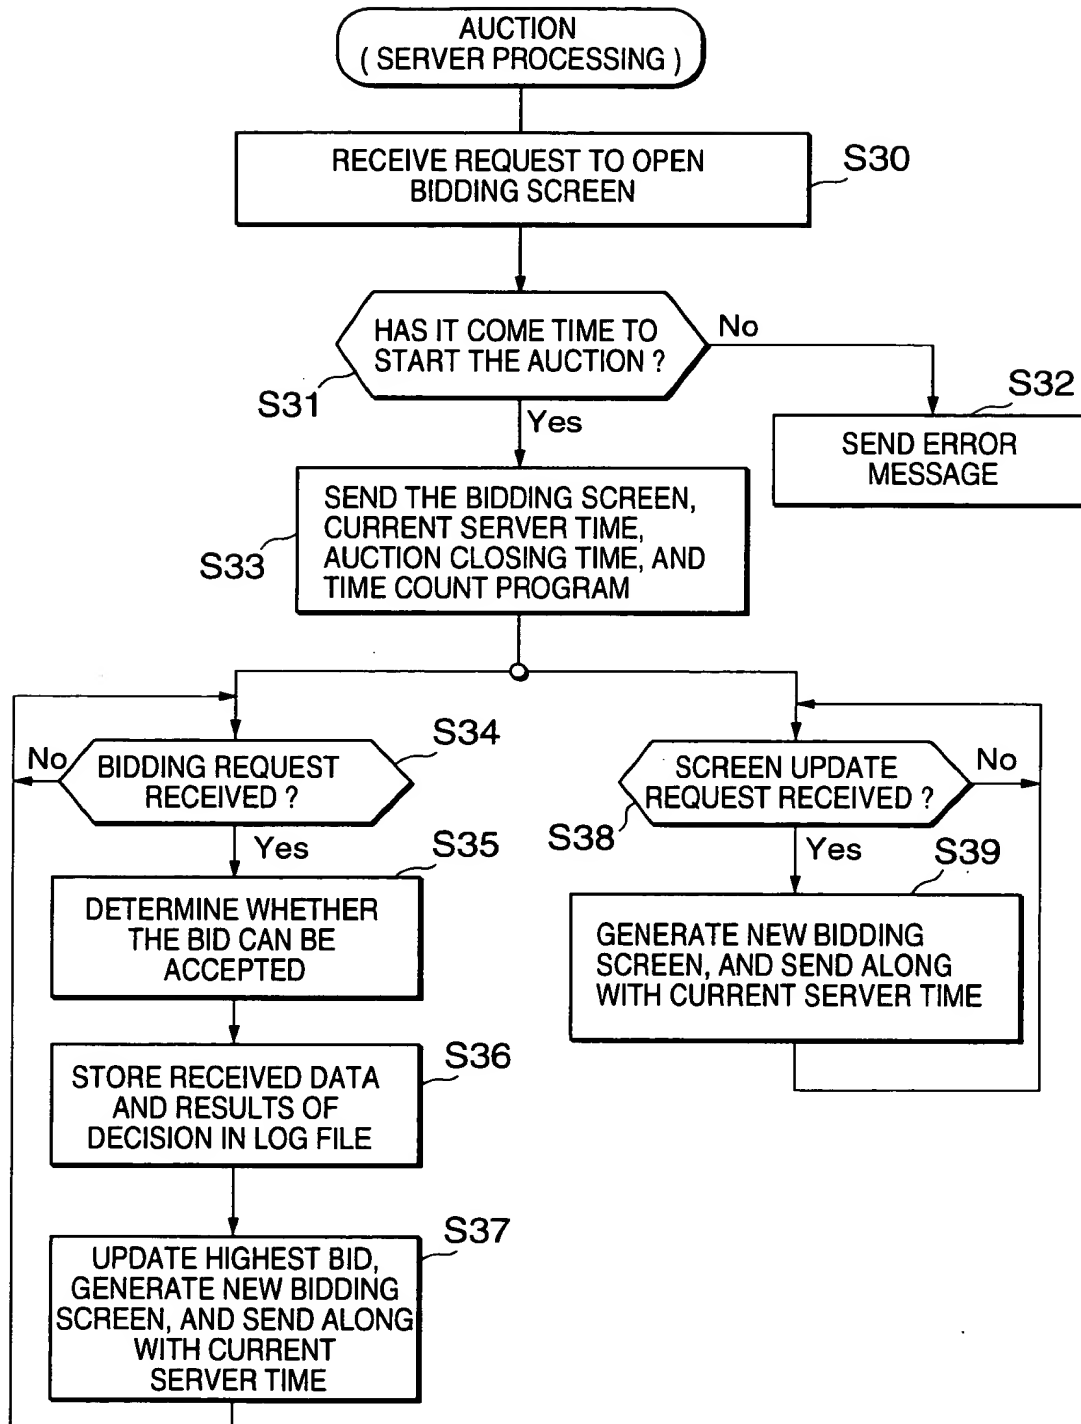 AUCTION
( SERVER PROCESSING )
RECEIVE REQUEST TO OPEN
BIDDING SCREEN
S30
HAS IT COME TIME TO
START THE AUCTION ?
No
S31
Yes
S32
SEND ERROR
MESSAGE
SEND THE BIDDING SCREEN,
CURRENT SERVER TIME,
AUCTION CLOSING TIME, AND
TIME COUNT PROGRAM
S33
S34
No
BIDDING REQUEST
RECEIVED ?
Yes
S35
DETERMINE WHETHER
THE BID CAN BE
ACCEPTED
S36
STORE RECEIVED DATA
AND RESULTS OF
DECISION IN LOG FILE
S37
UPDATE HIGHEST BID,
GENERATE NEW BIDDING
SCREEN, AND SEND ALONG
WITH CURRENT
SERVER TIME
SCREEN UPDATE
REQUEST RECEIVED ?
No
S38
Yes
S39
GENERATE NEW BIDDING
SCREEN, AND SEND ALONG
WITH CURRENT SERVER TIME